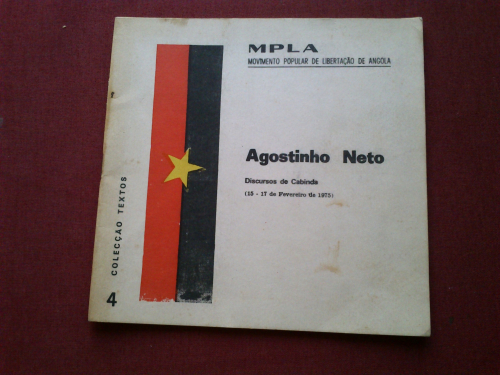 MPLA
MOVIMENTO POPULAR DE LIBERTAÇÃO DE ANGOLA
Agostinho Neto
Discursos de Cabinda
(15 - 17 de Fevereiro de 1975)
COLECÇÃO TEXTOS
4